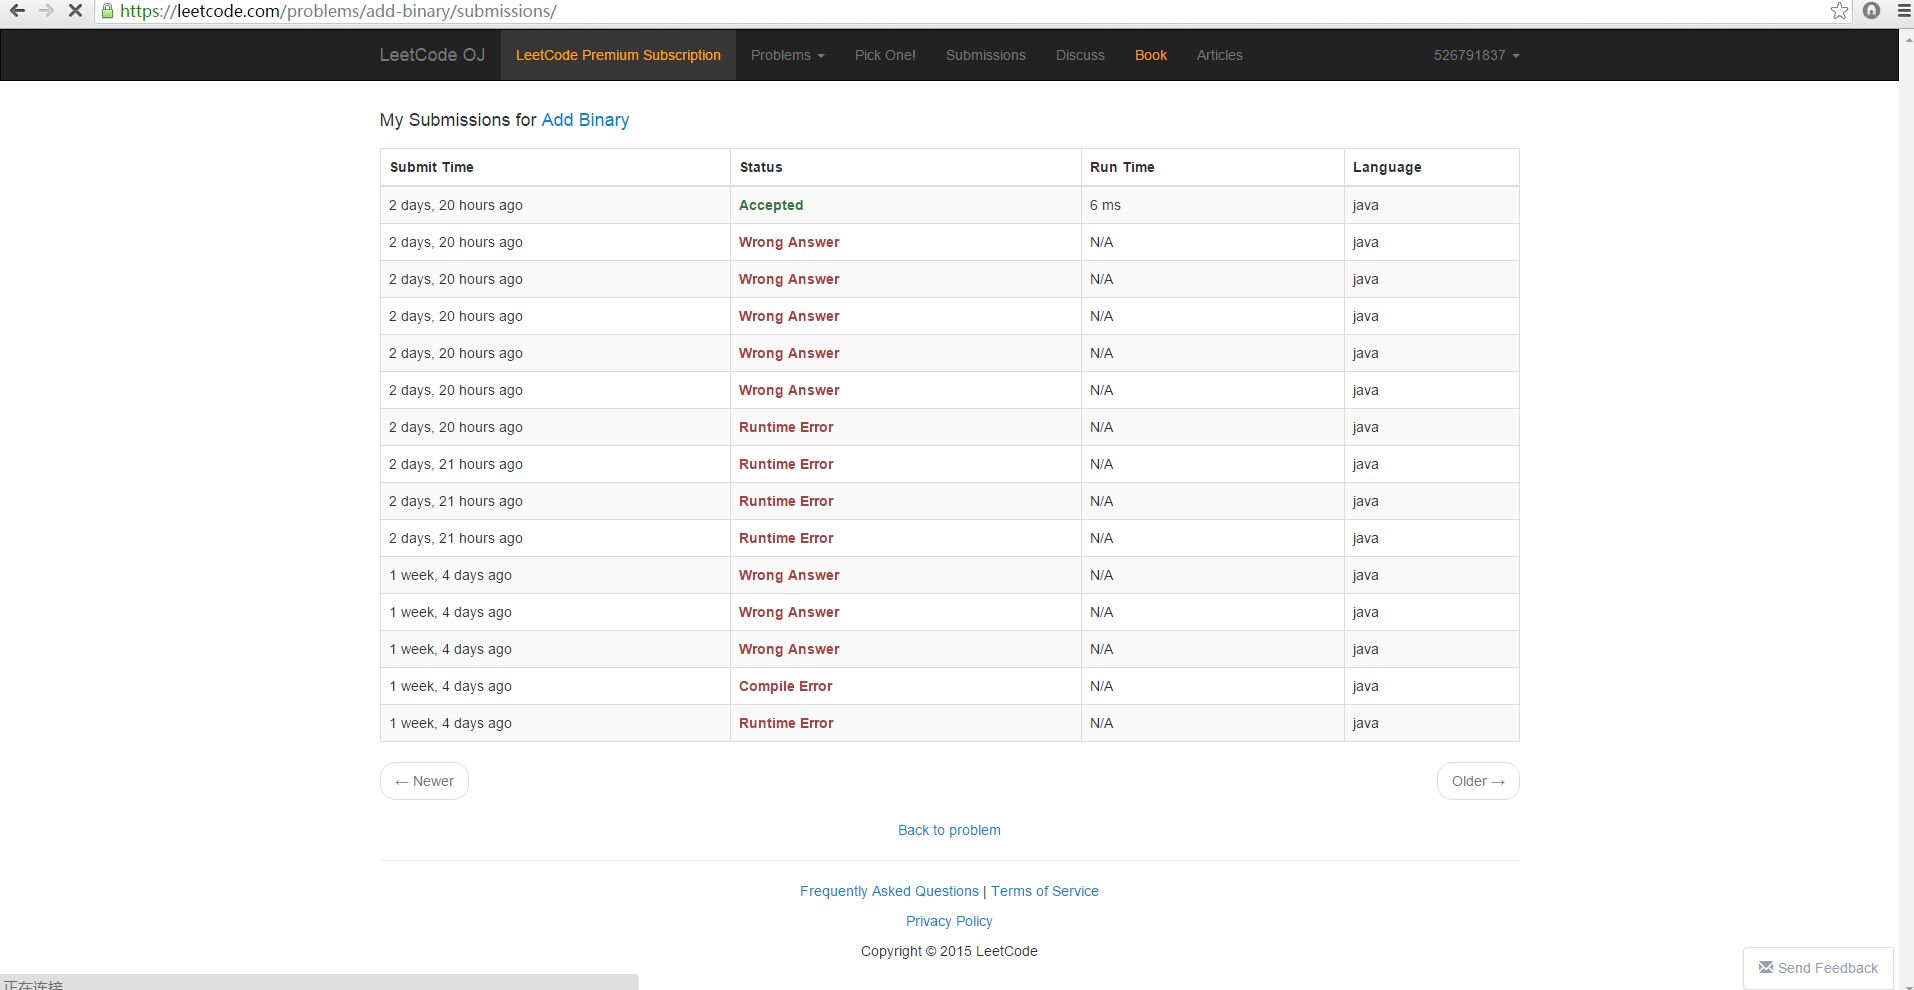 https://leetcode.com/problems/add-binary/submissions/
LeetCode OJ LeetCode Premium Subscription Problems Pick One! Submissions Discuss Book Articles 526791837
My Submissions for Add Binary
Submit Time Status Run Time Language
2 days, 20 hours ago Accepted 6 ms java
2 days, 20 hours ago Wrong Answer N/A java
2 days, 20 hours ago Wrong Answer N/A java
2 days, 20 hours ago Wrong Answer N/A java
2 days, 20 hours ago Wrong Answer N/A java
2 days, 20 hours ago Wrong Answer N/A java
2 days, 20 hours ago Runtime Error N/A java
2 days, 21 hours ago Runtime Error N/A java
2 days, 21 hours ago Runtime Error N/A java
2 days, 21 hours ago Runtime Error N/A java
1 week, 4 days ago Wrong Answer N/A java
1 week, 4 days ago Wrong Answer N/A java
1 week, 4 days ago Wrong Answer N/A java
1 week, 4 days ago Compile Error N/A java
1 week, 4 days ago Runtime Error N/A java
← Newer Older →
Back to problem
Frequently Asked Questions | Terms of Service
Privacy Policy
Copyright © 2015 LeetCode
Send Feedback
正在连接